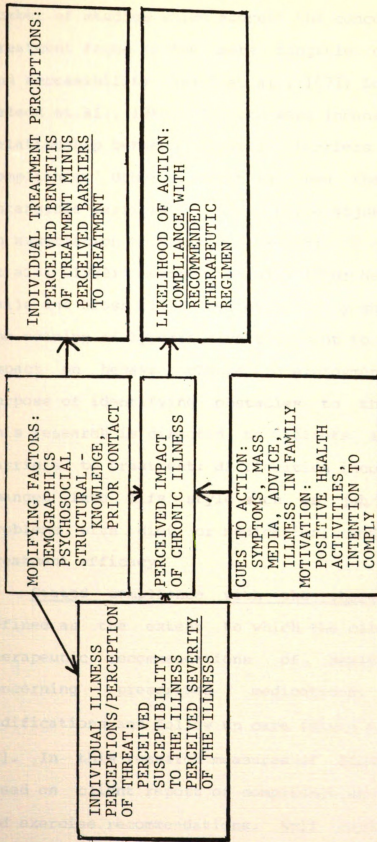 INDIVIDUAL ILLNESS
PERCEPTIONS/PERCEPTION
OF THREAT:
PERCEIVED
SUSCEPTIBILITY
TO THE ILLNESS
PERCEIVED SEVERITY
OF THE ILLNESS
MODIFYING FACTORS:
DEMOGRAPHICS
PSYCHOSOCIAL
STRUCTURAL -
KNOWLEDGE,
PRIOR CONTACT
PERCEIVED IMPACT
OF CHRONIC ILLNESS
CUES TO ACTION:
SYMPTOMS, MASS
MEDIA, ADVICE,
ILLNESS IN FAMILY
MOTIVATION:
POSITIVE HEALTH
ACTIVITIES,
INTENTION TO
COMPLY
INDIVIDUAL TREATMENT PERCEPTIONS:
PERCEIVED BENEFITS
OF TREATMENT MINUS
PERCEIVED BARRIERS
TO TREATMENT
LIKELIHOOD OF ACTION:
COMPLIANCE WITH
RECOMMENDED
THERAPEUTIC
REGIMEN